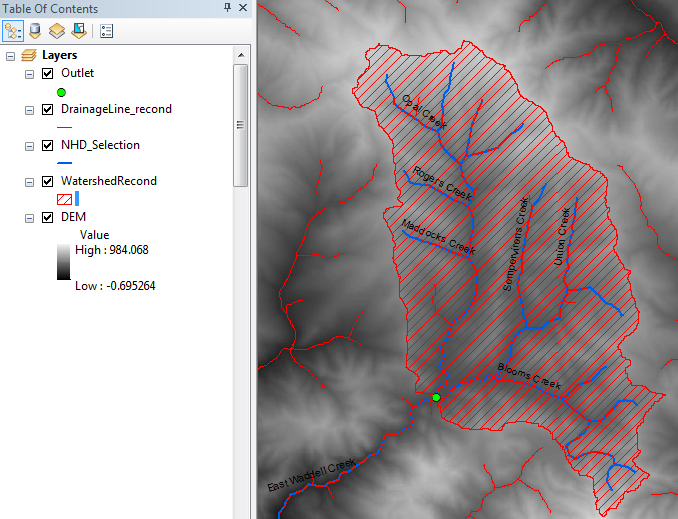 Table Of Contents
Layers
Outlet
DrainageLine_recond
NHD_Selection
WatershedRecond
DEM
Value
High : 984.068
Low : -0.695264
Opal Creek
Rogers Creek
Maddocks Creek
Sempervirens Creek
Union Creek
Blooms Creek
East Waddell Creek